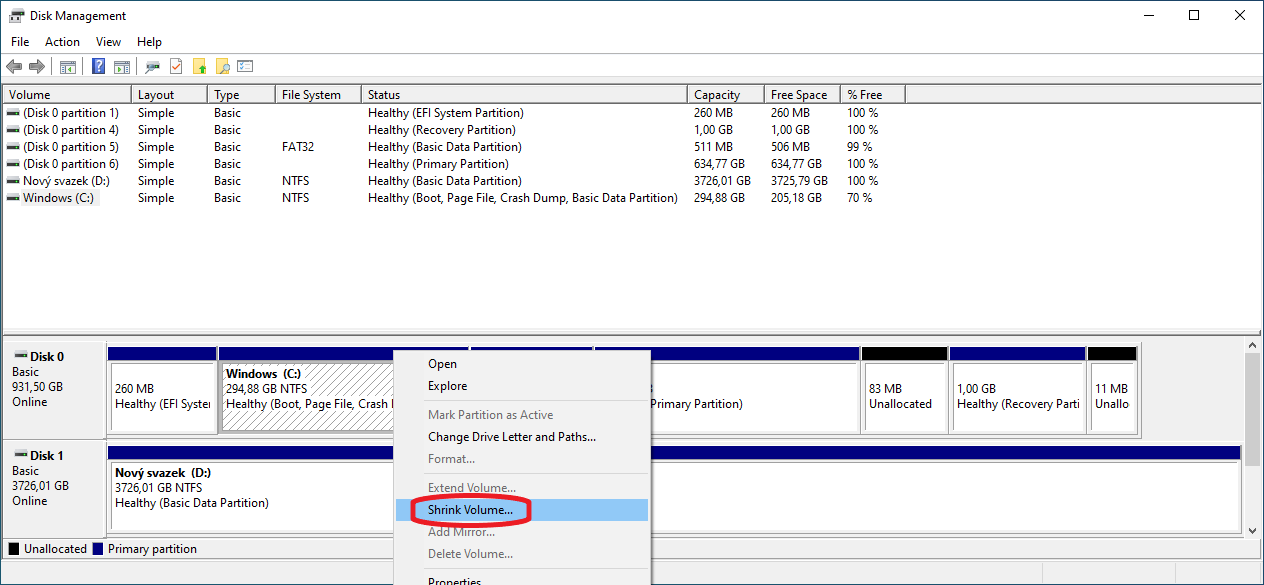 Disk Management
File Action View Help
Volume Layout Type File System Status Capacity Free Space % Free
(Disk 0 partition 1) Simple Basic Healthy (EFI System Partition) 260 MB 260 MB 100 %
(Disk 0 partition 4) Simple Basic Healthy (Recovery Partition) 1,00 GB 1,00 GB 100 %
(Disk 0 partition 5) Simple Basic FAT32 Healthy (Basic Data Partition) 511 MB 506 MB 99 %
(Disk 0 partition 6) Simple Basic Healthy (Primary Partition) 634,77 GB 634,77 GB 100 %
Nový svazek (D:) Simple Basic NTFS Healthy (Basic Data Partition) 3726,01 GB 3725,79 GB 100 %
Windows (C:) Simple Basic NTFS Healthy (Boot, Page File, Crash Dump, Basic Data Partition) 294,88 GB 205,18 GB 70 %
Disk 0
Basic
931,50 GB
Online
260 MB
Healthy (EFI Syster
Windows (C:)
294,88 GB NTFS
Healthy (Boot, Page File, Crash
Primary Partition)
83 MB
Unallocated
1,00 GB
Healthy (Recovery Parti
11 MB
Unallo
Open
Explore
Mark Partition as Active
Change Drive Letter and Paths...
Format...
Extend Volume...
Shrink Volume...
Add Mirror...
Delete Volume...
Properties
Disk 1
Basic
3726,01 GB
Online
Nový svazek (D:)
3726,01 GB NTFS
Healthy (Basic Data Partition)
Unallocated Primary partition